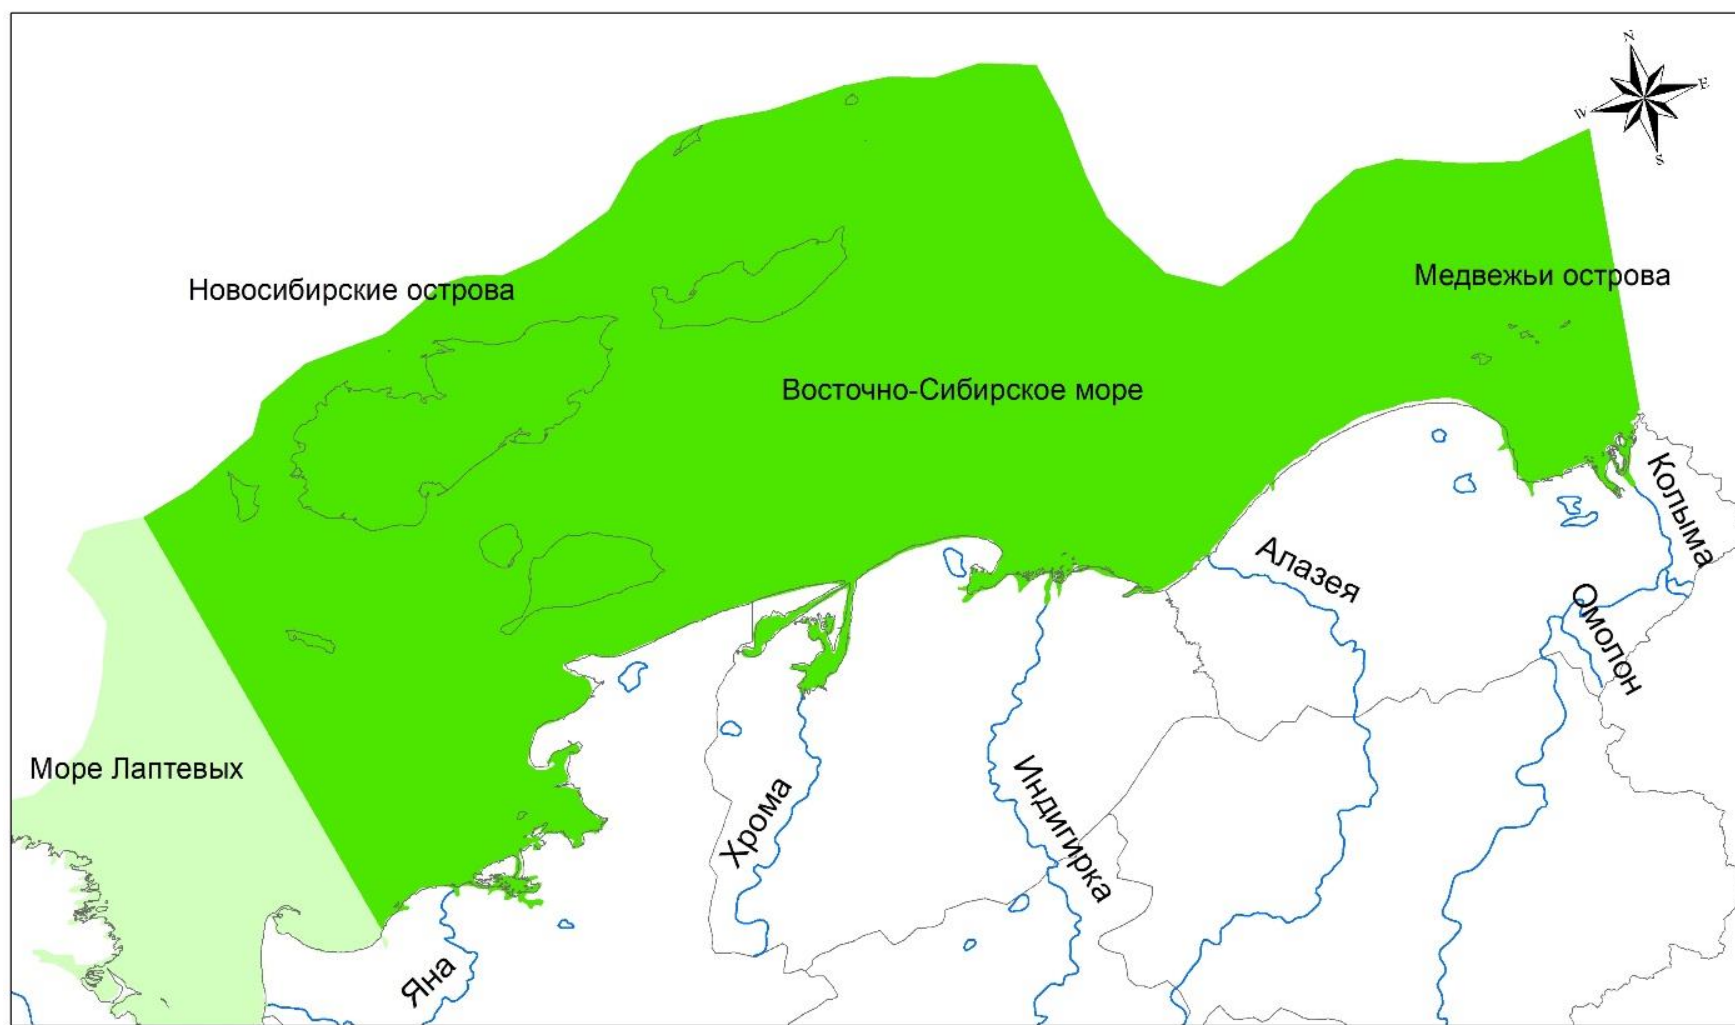 N
W
E
S
Новосибирские острова
Медвежьи острова
Восточно-Сибирское море
Колыма
Алазея
Омолон
Море Лаптевых
Хрома
Индигирка
Яна